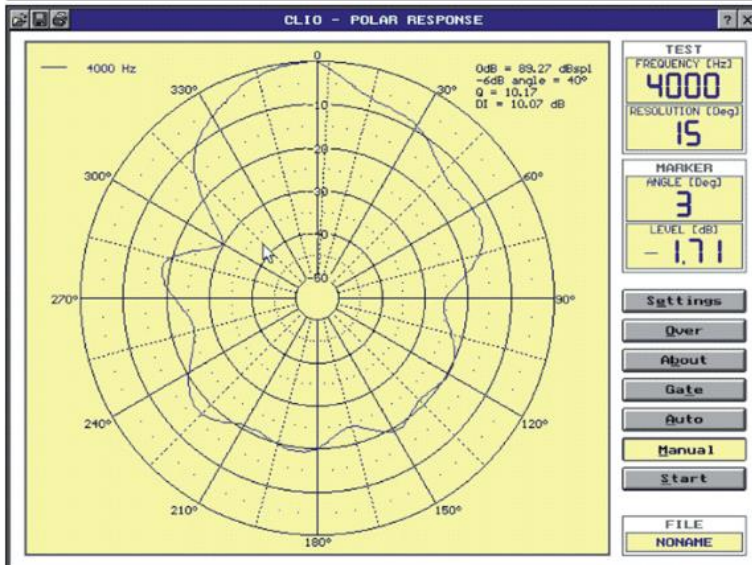 CLIO - POLAR RESPONSE
? X
4000 Hz
0dB = 89.27 dBspl
-6dB angle = 40°
Q = 10.17
DI = 10.07 dB
0
330°
30°
-10
-20
300°
60°
-30
-40
-50
270°
90°
240°
120°
210°
150°
180°
TEST
FREQUENCY [Hz]
4000
RESOLUTION [Deg]
15
MARKER
ANGLE [Deg]
3
LEVEL [dB]
-1.71
Settings
Over
About
Gate
Auto
Manual
Start
FILE
NONAME